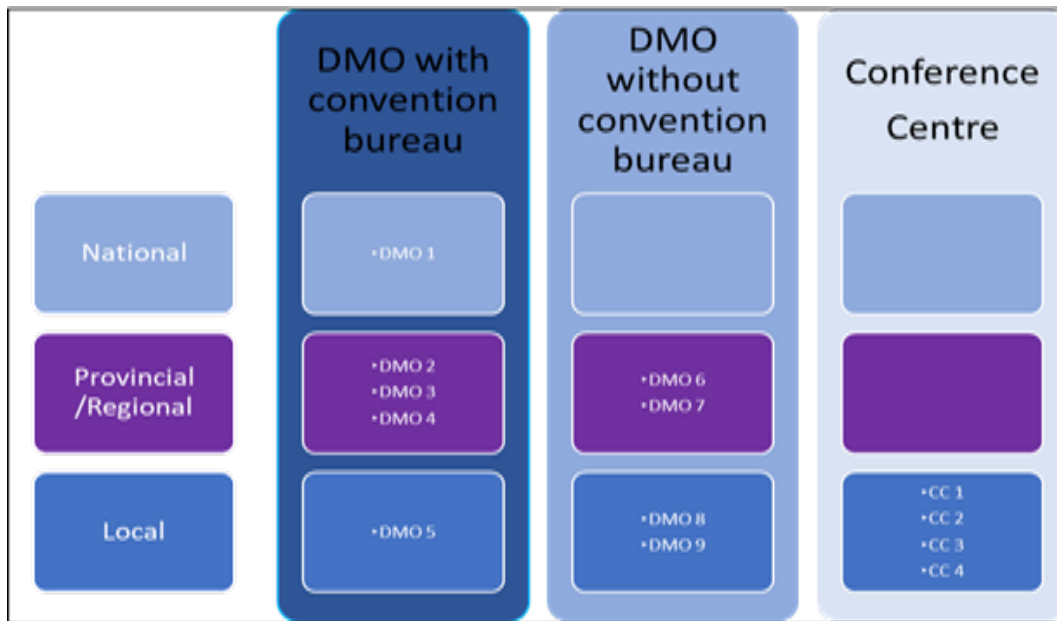 DMO with
convention
bureau
DMO
without
convention
bureau
Conference
Centre
National
•DMO 1
Provincial
/Regional
•DMO 2
•DMO 3
•DMO 4
•DMO 6
•DMO 7
Local
•DMO 5
•DMO 8
•DMO 9
•CC 1
•CC 2
•CC 3
•CC 4